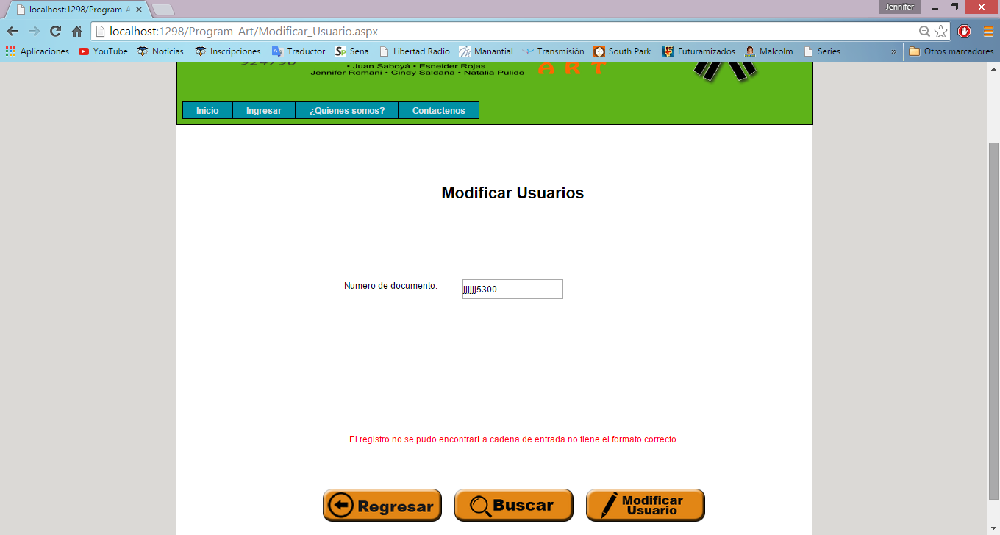 localhost:1298/Program-A
Jennifer
localhost:1298/Program-Art/Modificar_Usuario.aspx
Aplicaciones YouTube Noticias Inscripciones Traductor Sena Libertad Radio Manantial Transmisión South Park Futuramizados Malcolm Series » Otros marcadores
• Juan Saboyá • Esneider Rojas
Jennifer Romani • Cindy Saldaña • Natalia Pulido
ART
Inicio Ingresar ¿Quienes somos? Contactenos
Modificar Usuarios
Numero de documento: jjjjjj5300
El registro no se pudo encontrarLa cadena de entrada no tiene el formato correcto.
Regresar Buscar Modificar
Usuario